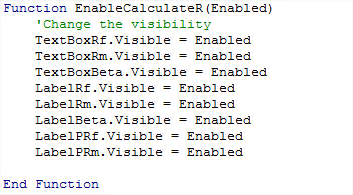 Function EnableCalculateR(Enabled)
    'Change the visibility
    TextBoxRf.Visible = Enabled
    TextBoxRm.Visible = Enabled
    TextBoxBeta.Visible = Enabled
    LabelRf.Visible = Enabled
    LabelRm.Visible = Enabled
    LabelBeta.Visible = Enabled
    LabelPRf.Visible = Enabled
    LabelPRm.Visible = Enabled

End Function